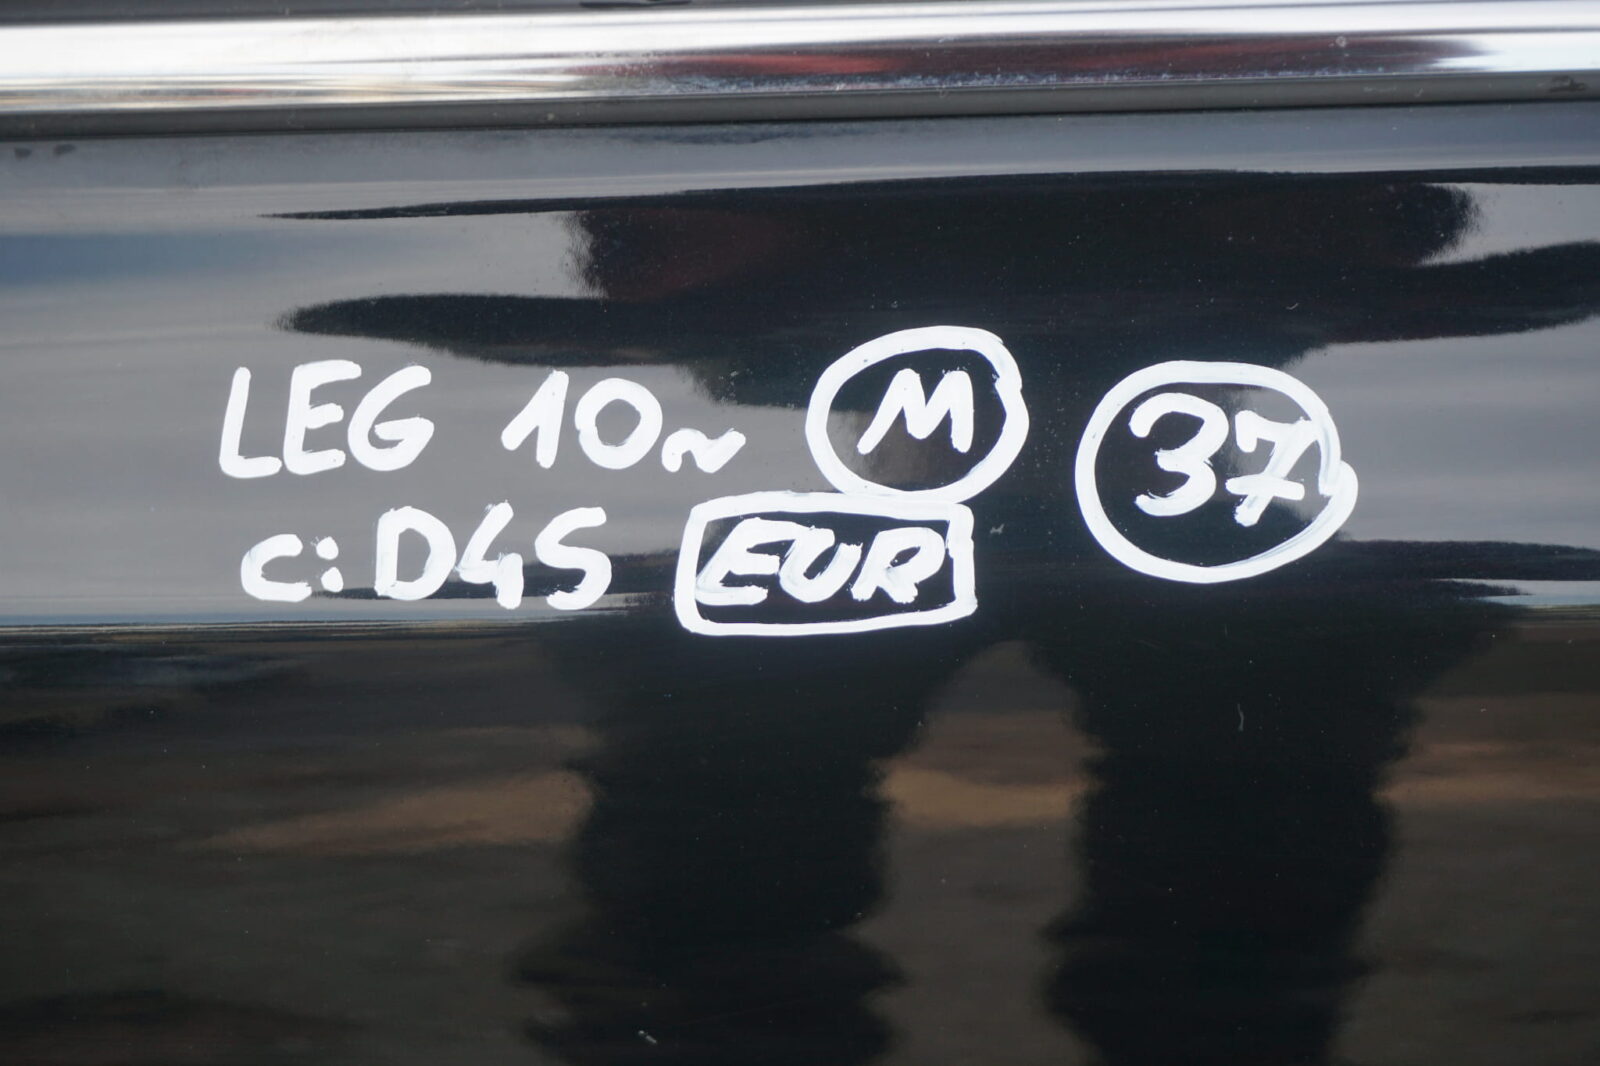 LEG 10~ M 37
c: D4S EUR